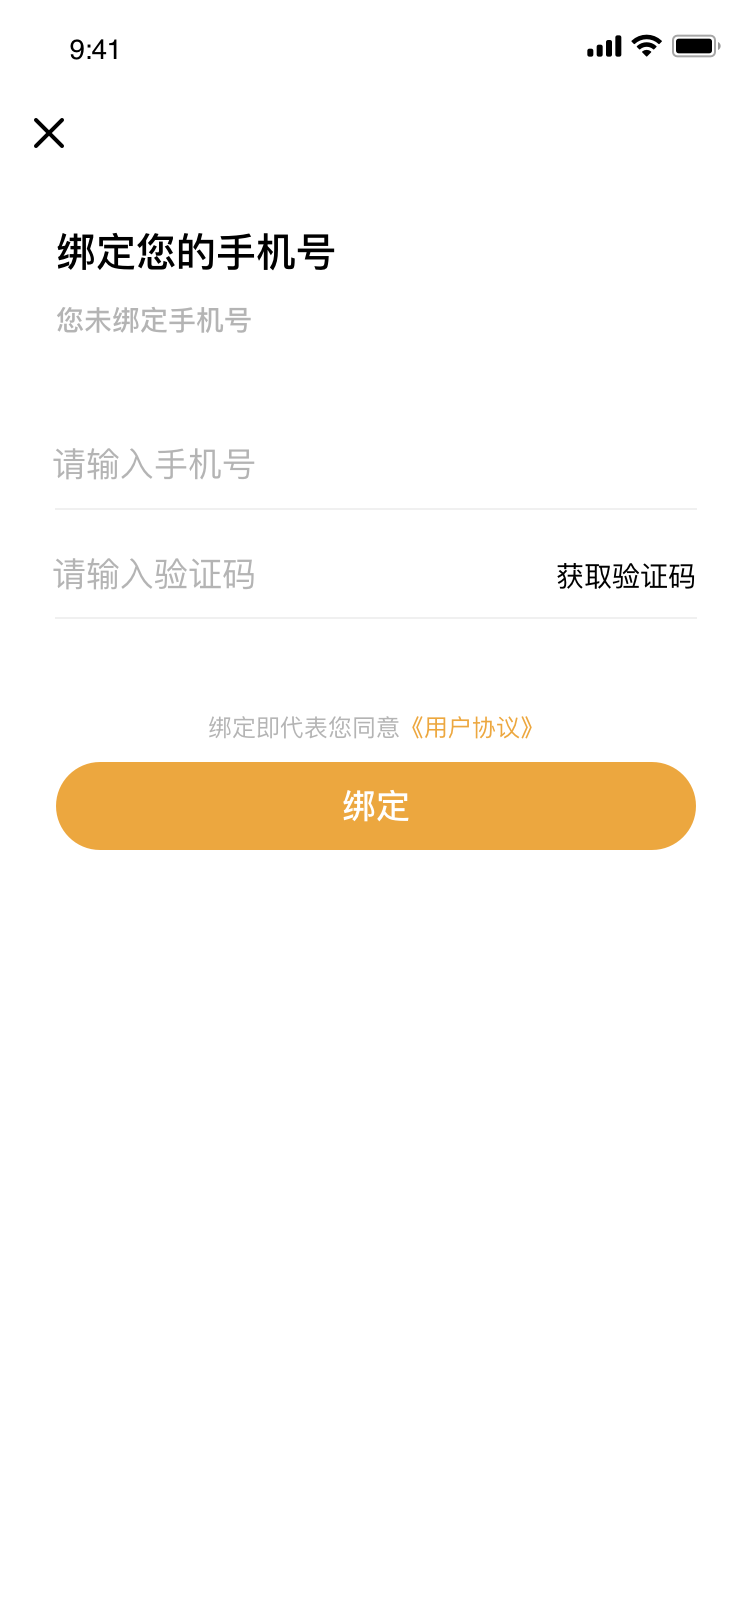 9:41
绑定您的手机号
您未绑定手机号
请输入手机号
请输入验证码 获取验证码
绑定即代表您同意《用户协议》
绑定